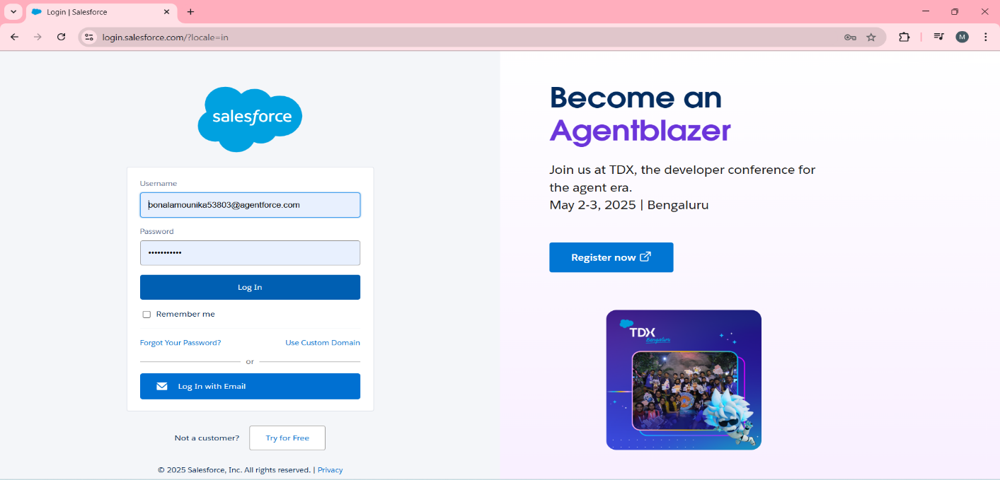 Login | Salesforce
login.salesforce.com/?locale=in
M
salesforce
Username
bonalamounika53803@agentforce.com
Password
•••••••••••
Log In
Remember me
Forgot Your Password?
Use Custom Domain
or
Log In with Email
Not a customer?
Try for Free
© 2025 Salesforce, Inc. All rights reserved. | Privacy
Become an
Agentblazer
Join us at TDX, the developer conference for
the agent era.
May 2-3, 2025 | Bengaluru
Register now
TDX
Bengaluru